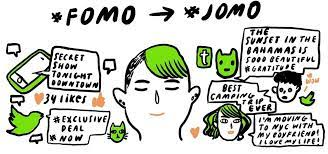 *FOMO → *JOMO
SECRET
SHOW
TONIGHT
DOWNTOWN
34 likes
*EXCLUSIVE
DEAL
*NOW
THE
SUNSET IN THE
BAHAMAS IS
SOOO BEAUTIFUL
#GRATITUDE
WOW
BEST
CAMPING
TRIP
EVER
I'M MOVING
TO NYC WITH
MY BOYFRIEND!
I LOVE MY LIFE!